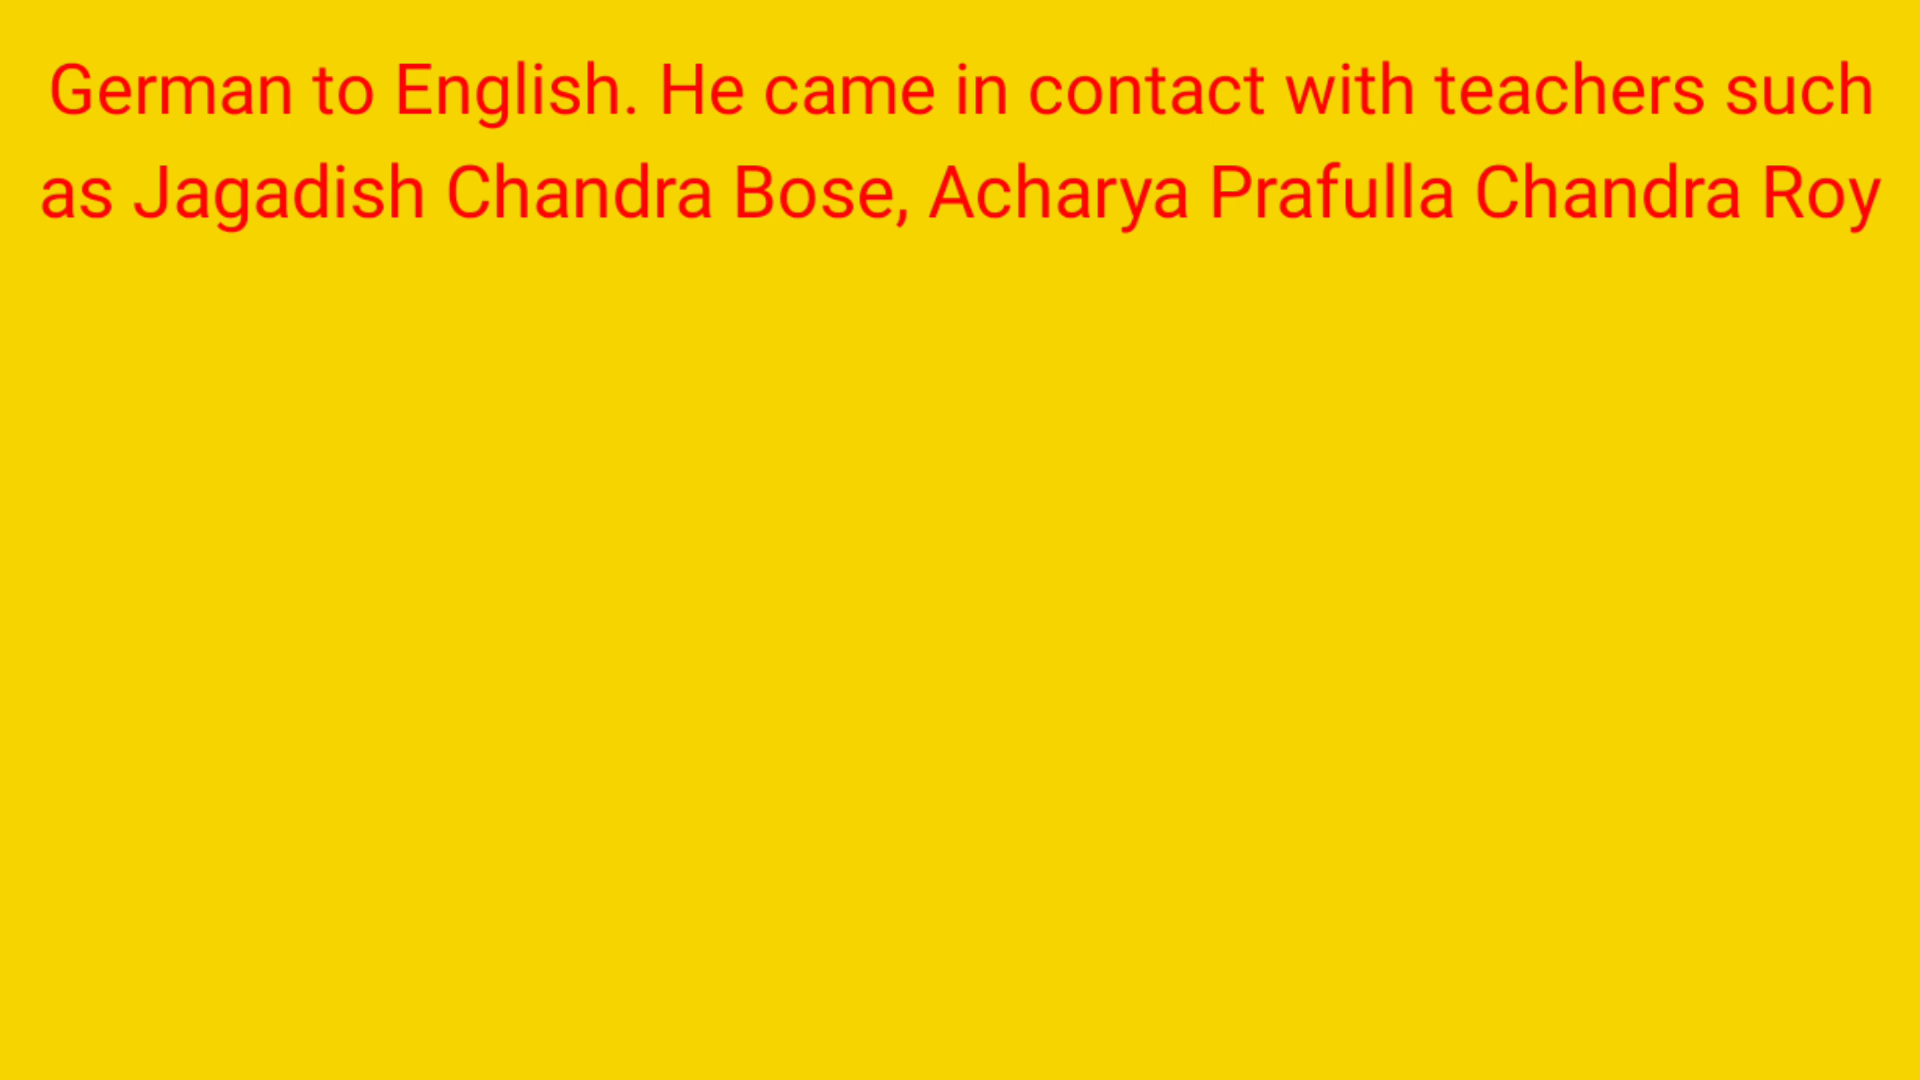 German to English. He came in contact with teachers such
as Jagadish Chandra Bose, Acharya Prafulla Chandra Roy